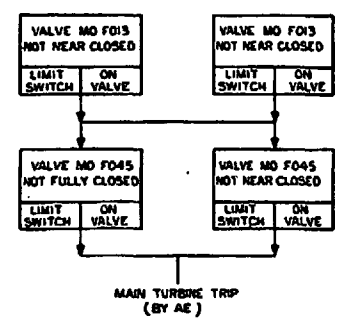 VALVE MO F013
NOT NEAR CLOSED
LIMIT
SWITCH
ON
VALVE
VALVE MO F013
NOT NEAR CLOSED
LIMIT
SWITCH
ON
VALVE
VALVE MO F045
NOT FULLY CLOSED
LIMIT
SWITCH
ON
VALVE
VALVE MO F045
NOT NEAR CLOSED
LIMIT
SWITCH
ON
VALVE
MAIN TURBINE TRIP
(BY AE)